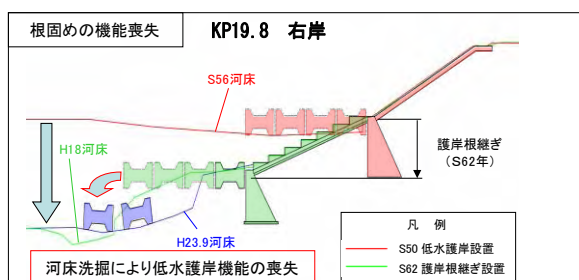 根固めの機能喪失
KP19.8 右岸
S56河床
護岸根継ぎ
(S62年)
H18河床
H23.9河床
凡 例
S50 低水護岸設置
S62 護岸根継ぎ設置
河床洗掘により低水護岸機能の喪失